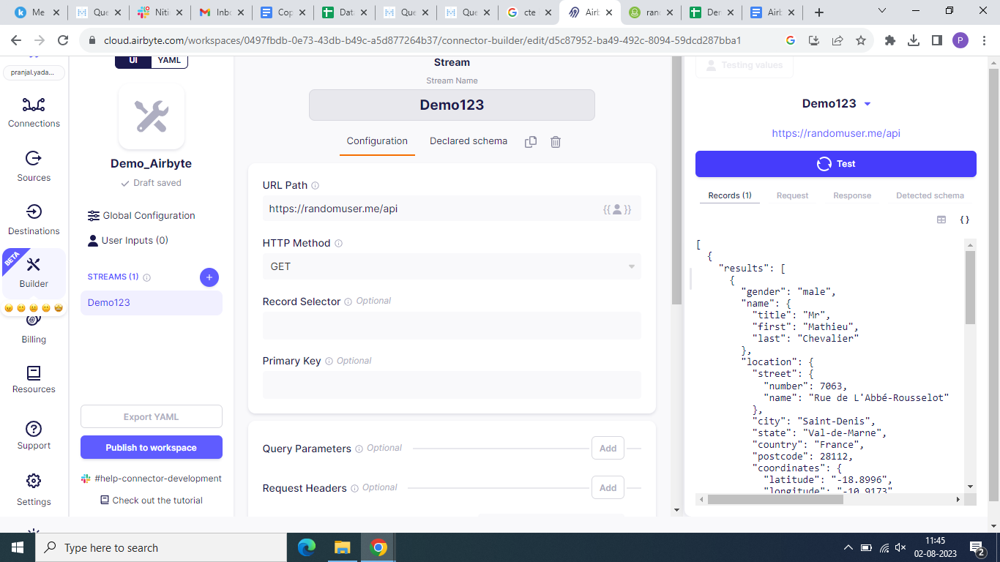 Me
Que
Nitin
Inbo
Cop
Data
Que
Que
cte
Airb
ran
Den
Airb
cloud.airbyte.com/workspaces/0497fbdb-0e73-43db-b49c-a5d877264b37/connector-builder/edit/d5c87952-ba49-492c-8094-59dcd287bba1
P
pranjal.yada...
Connections
Sources
Destinations
BETA
Builder
Billing
Resources
Support
Settings
UI
YAML
Demo_Airbyte
Draft saved
Global Configuration
User Inputs (0)
STREAMS (1)
Demo123
Export YAML
Publish to workspace
#help-connector-development
Check out the tutorial
Stream
Stream Name
Demo123
Configuration
Declared schema
URL Path
https://randomuser.me/api
{{ }}
HTTP Method
GET
Record Selector Optional
Primary Key Optional
Query Parameters Optional
Add
Request Headers Optional
Add
Testing values
Demo123
https://randomuser.me/api
Test
Records (1)
Request
Response
Detected schema
{}
[
{
"results": [
{
"gender": "male",
"name": {
"title": "Mr",
"first": "Mathieu",
"last": "Chevalier"
},
"location": {
"street": {
"number": 7063,
"name": "Rue de L'Abbé-Rousselot"
},
"city": "Saint-Denis",
"state": "Val-de-Marne",
"country": "France",
"postcode": 28112,
"coordinates": {
"latitude": "-18.8996",
"longitude": "-10.9173"
Type here to search
11:45
02-08-2023
2